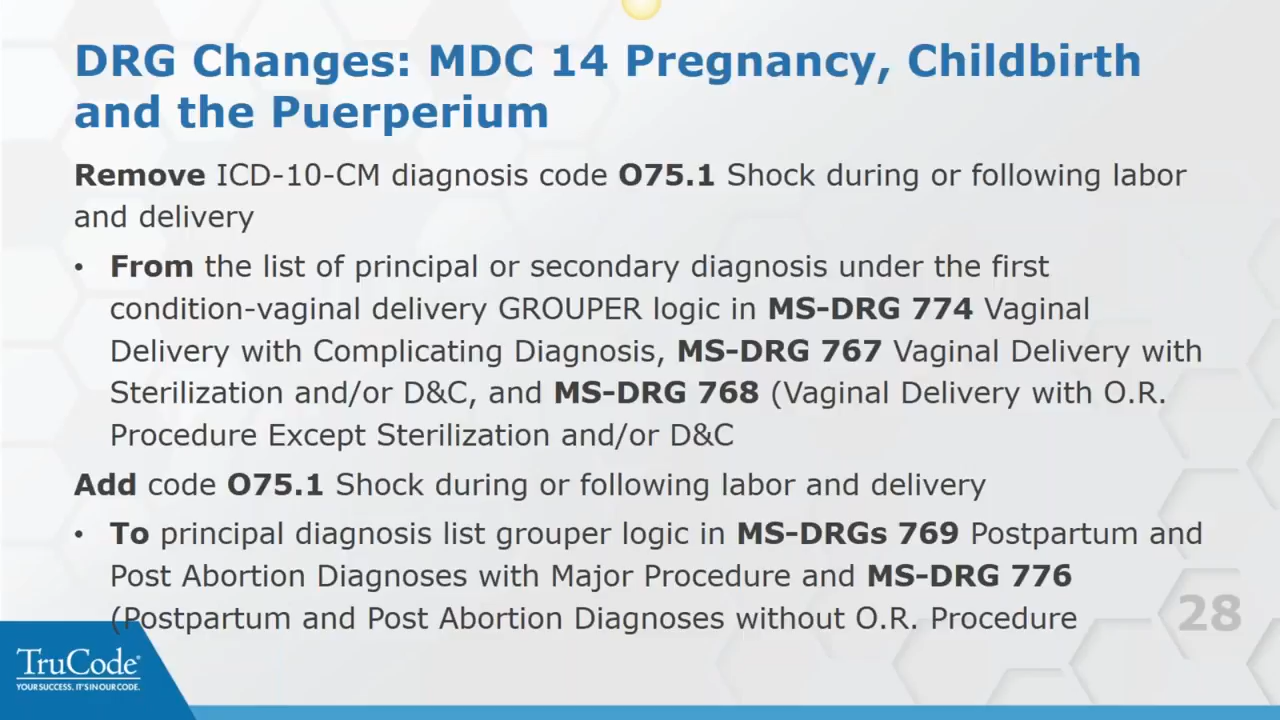 DRG Changes: MDC 14 Pregnancy, Childbirth
and the Puerperium
Remove ICD-10-CM diagnosis code O75.1 Shock during or following labor
and delivery
• From the list of principal or secondary diagnosis under the first
condition-vaginal delivery GROUPER logic in MS-DRG 774 Vaginal
Delivery with Complicating Diagnosis, MS-DRG 767 Vaginal Delivery with
Sterilization and/or D&C, and MS-DRG 768 (Vaginal Delivery with O.R.
Procedure Except Sterilization and/or D&C
Add code O75.1 Shock during or following labor and delivery
• To principal diagnosis list grouper logic in MS-DRGs 769 Postpartum and
Post Abortion Diagnoses with Major Procedure and MS-DRG 776
(Postpartum and Post Abortion Diagnoses without O.R. Procedure
28
TruCode®
YOUR SUCCESS. IT'S IN OUR CODE.